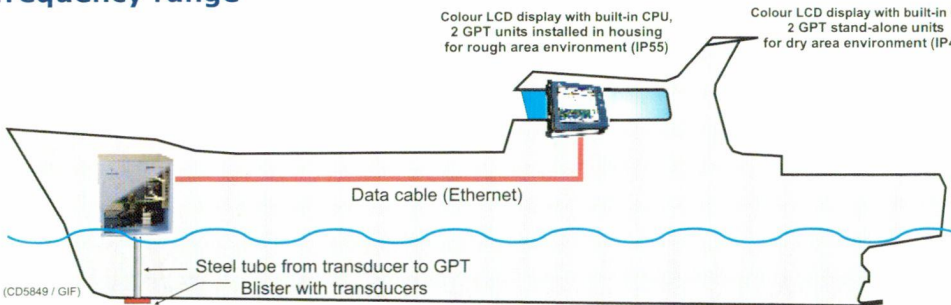 frequency range
Colour LCD display with built-in CPU,
2 GPT units installed in housing
for rough area environment (IP55)
Colour LCD display with built-in
2 GPT stand-alone units
for dry area environment
Data cable (Ethernet)
Steel tube from transducer to GPT
Blister with transducers
(CD5849 / GIF)